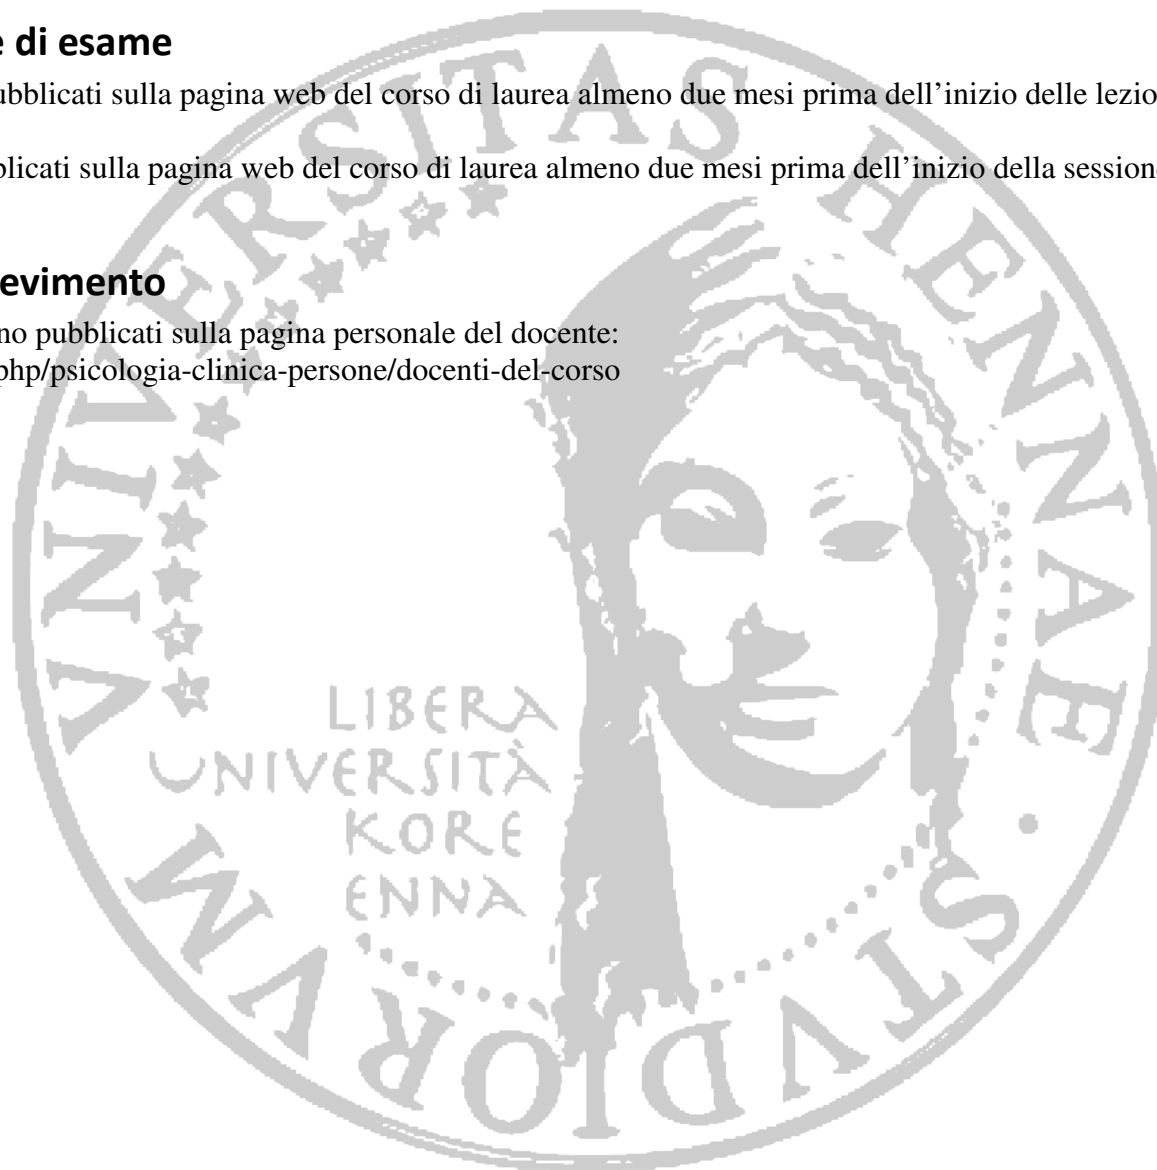 e di esame
ubblicati sulla pagina web del corso di laurea almeno due mesi prima dell’inizio delle lezio
blicati sulla pagina web del corso di laurea almeno due mesi prima dell’inizio della session
evimento
no pubblicati sulla pagina personale del docente:
php/psicologia-clinica-persone/docenti-del-corso
VNIVERSITAS HENNAE · STVDIORVM
LIBERA
UNIVERSITÀ
KORE
ENNA